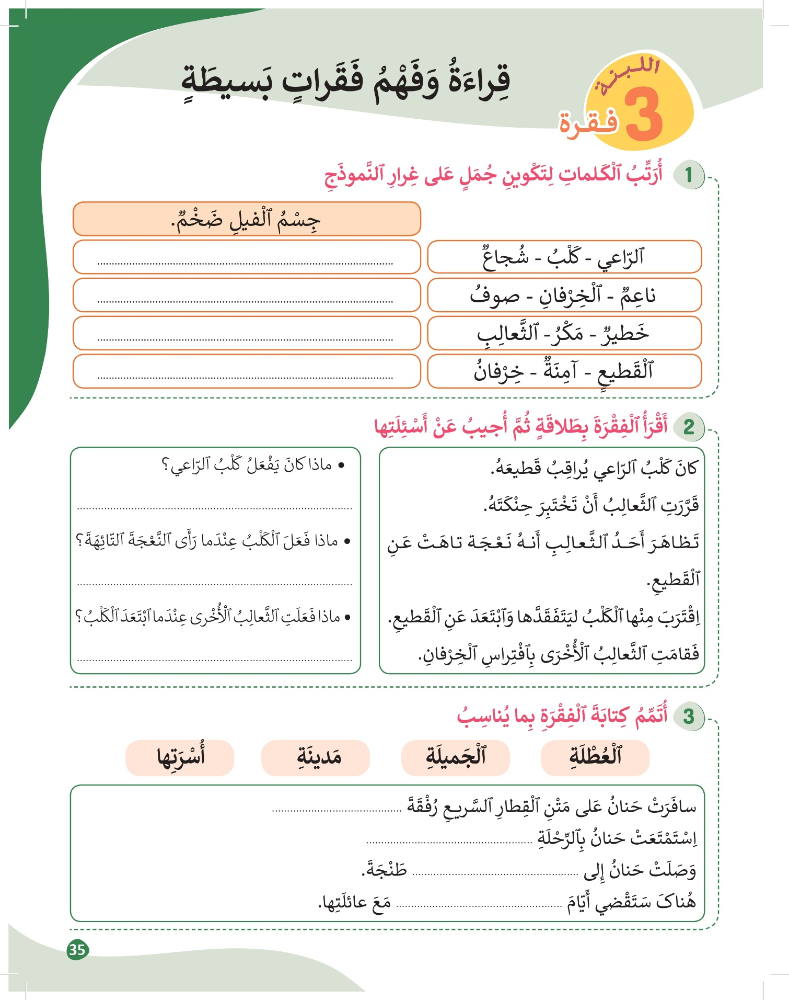 اللبنة
3
فقرة
قِراءَةُ وَفَهْمُ فَقَراتٍ بَسيطَةٍ
1 أُرَتِّبُ ٱلْكَلماتِ لِتَكْوينِ جُمَلٍ عَلى غِرارِ ٱلنَّموذَجِ
جِسْمُ ٱلْفيلِ ضَخْمٌ.
ٱلرّاعي - كَلْبُ - شُجاعٌ
ناعِمٌ - ٱلْخِرْفانِ - صوفُ
خَطيرٌ - مَكْرُ- ٱلثَّعالِبِ
ٱلْقَطيعٍ - آمِنَةٌ - خِرْفانُ
2 أَقْرَأُ ٱلْفِقْرَةَ بِطَلاقَةٍ ثُمَّ أُجيبُ عَنْ أَسْئِلَتِها
كانَ كَلْبُ ٱلرّاعي يُراقِبُ قَطيعَهُ.
قَرَّرَتِ ٱلثَّعالِبُ أَنْ تَخْتَبِرَ حِنْكَتَهُ.
تَظاهَرَ أَحَدُ ٱلثَّعالِبِ أَنهُ نَعْجَة تاهَتْ عَنِ
ٱلْقَطيعِ.
اِقْتَرَبَ مِنْها ٱلْكَلْبُ ليَتَفَقَدَّها وَٱبْتَعَدَ عَنِ ٱلْقَطيعِ.
فَقامَتِ ٱلثَّعالِبُ ٱلْأُخْرَى بِٱفْتِراسِ ٱلْخِرْفانِ.
• ماذا كانَ يَفْعَلُ كَلْبُ ٱلرّاعي؟
• ماذا فَعَلَ ٱلْكَلْبُ عِنْدَما رَأَى ٱلنَّعْجَةَ ٱلتّائِهَةَ؟
• ماذا فَعَلَتِ ٱلثَّعالِبُ ٱلْأُخْرى عِنْدَما ٱبْتَعَدَ ٱلْكَلْبُ؟
3 أُتَمِّمُ كِتابَةَ ٱلْفِقْرَةِ بِما يُناسِبُ
ٱلْعُطْلَةِ ٱلْجَميلَةِ مَدينَةِ أُسْرَتِها
سافَرَتْ حَنانُ عَلى مَتْنِ ٱلْقِطارِ ٱلسَّريعِ رُفْقَةَ ........................
اِسْتَمْتَعَتْ حَنانُ بِٱلرِّحْلَةِ ........................
وَصَلَتْ حَنانُ إِلى ........................ طَنْجَةَ.
هُناكَ سَتَقْضي أَيّامَ ........................ مَعَ عائلَتِها.
35